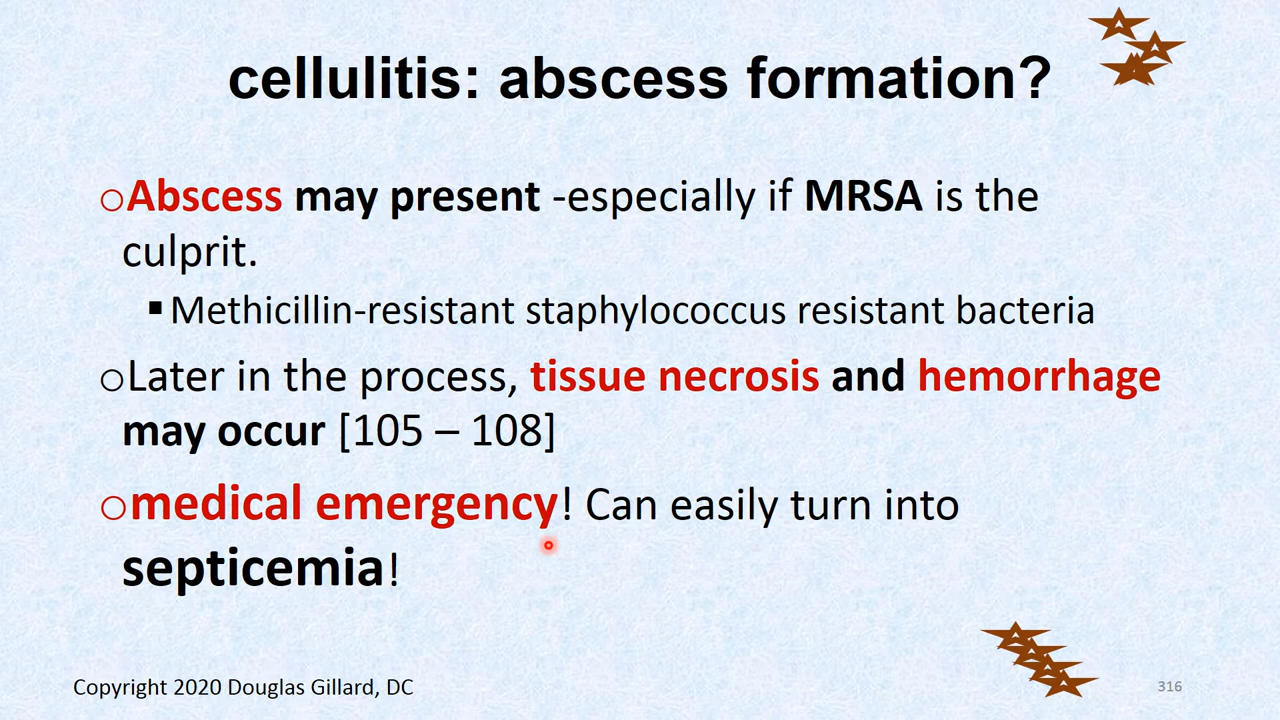 cellulitis: abscess formation?
oAbscess may present -especially if MRSA is the
culprit.
▪Methicillin-resistant staphylococcus resistant bacteria
oLater in the process, tissue necrosis and hemorrhage
may occur [105 – 108]
omedical emergency! Can easily turn into
septicemia!
Copyright 2020 Douglas Gillard, DC
316